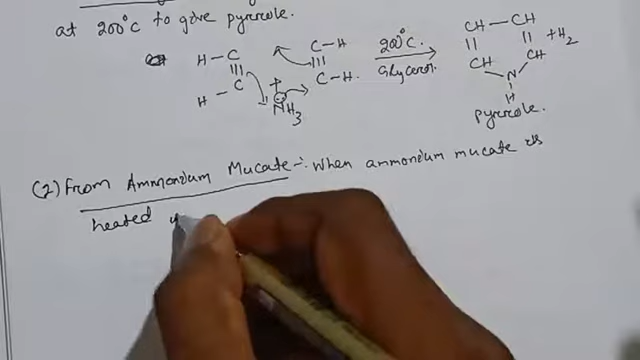 at 200°C to give pyrrole.
H-C C-H 200°C. CH-CH +H2
||| ||| || ||
H-C + C-H. Glycerol CH CH
NH3 N
H
pyrrole.
(2) From Ammonium Mucate :- When ammonium mucate is
heated